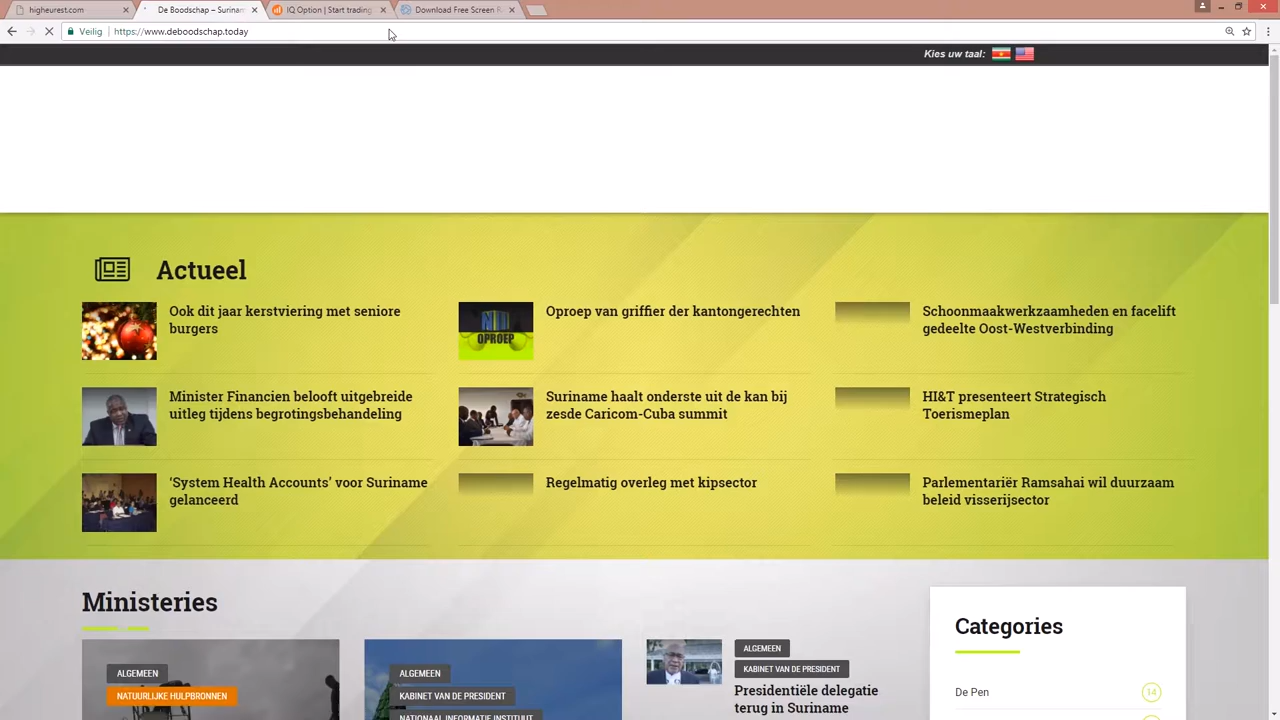 higheurest.com
De Boodschap – Surinam
IQ Option | Start trading
Download Free Screen R
Veilig
https://www.deboodschap.today
Kies uw taal:
Actueel
Ook dit jaar kerstviering met seniore
burgers
Oproep van griffier der kantongerechten
Schoonmaakwerkzaamheden en facelift
gedeelte Oost-Westverbinding
OPROEP
Minister Financien belooft uitgebreide
uitleg tijdens begrotingsbehandeling
Suriname haalt onderste uit de kan bij
zesde Caricom-Cuba summit
HI&T presenteert Strategisch
Toerismeplan
‘System Health Accounts’ voor Suriname
gelanceerd
Regelmatig overleg met kipsector
Parlementariër Ramsahai wil duurzaam
beleid visserijsector
Ministeries
Categories
ALGEMEEN
NATUURLIJKE HULPBRONNEN
ALGEMEEN
KABINET VAN DE PRESIDENT
NATIONAAL INFORMATIE INSTITUUT
ALGEMEEN
KABINET VAN DE PRESIDENT
Presidentiële delegatie
terug in Suriname
De Pen
14